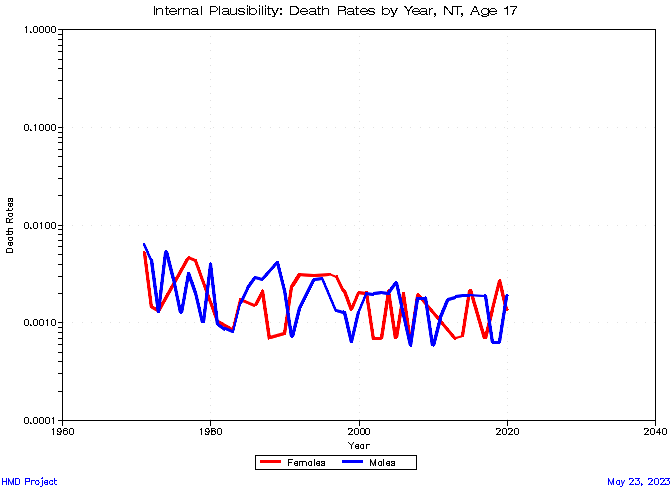 Internal Plausibility: Death Rates by Year, NT, Age 17
1.0000
0.1000
0.0100
0.0010
0.0001
Death Rates
1960
1980
2000
2020
2040
Year
Females
Males
HMD Project
May 23, 2023